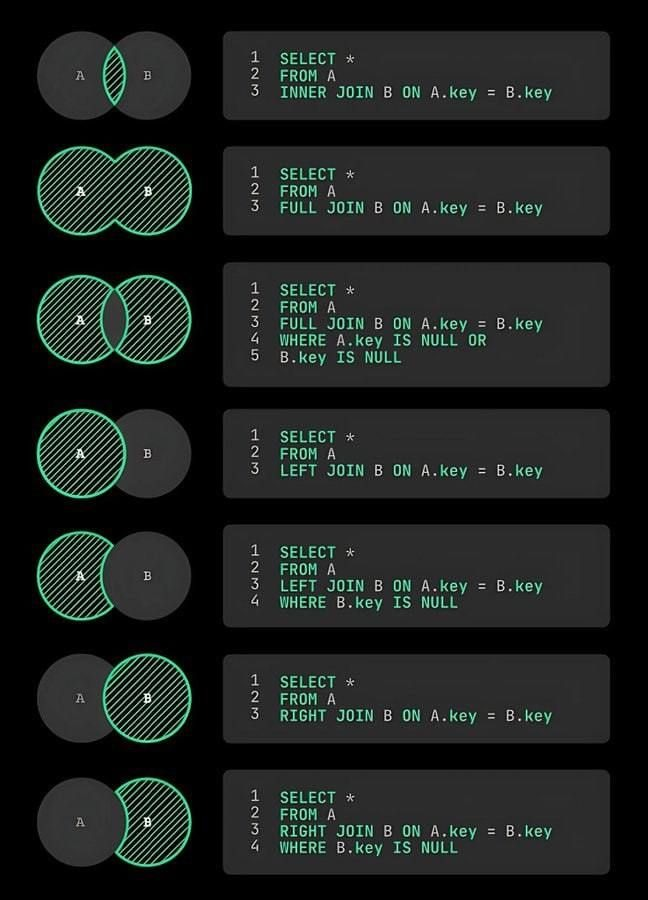 A B
1 SELECT *
2 FROM A
3 INNER JOIN B ON A.key = B.key
A B
1 SELECT *
2 FROM A
3 FULL JOIN B ON A.key = B.key
A B
1 SELECT *
2 FROM A
3 FULL JOIN B ON A.key = B.key
4 WHERE A.key IS NULL OR
5 B.key IS NULL
A B
1 SELECT *
2 FROM A
3 LEFT JOIN B ON A.key = B.key
A B
1 SELECT *
2 FROM A
3 LEFT JOIN B ON A.key = B.key
4 WHERE B.key IS NULL
A B
1 SELECT *
2 FROM A
3 RIGHT JOIN B ON A.key = B.key
A B
1 SELECT *
2 FROM A
3 RIGHT JOIN B ON A.key = B.key
4 WHERE B.key IS NULL